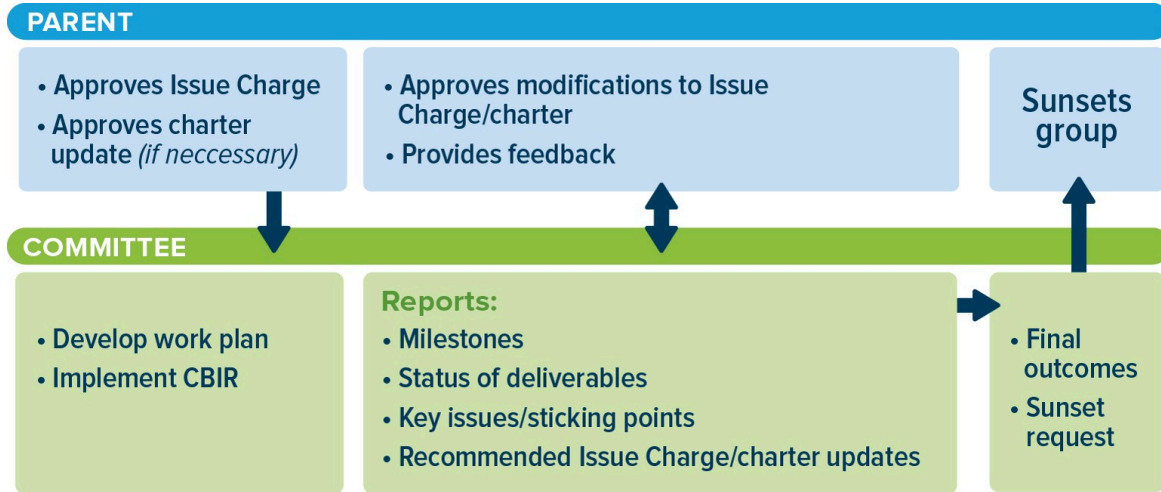 PARENT
• Approves Issue Charge
• Approves charter
update (if neccessary)
• Approves modifications to Issue
Charge/charter
• Provides feedback
Sunsets
group
COMMITTEE
• Develop work plan
• Implement CBIR
Reports:
• Milestones
• Status of deliverables
• Key issues/sticking points
• Recommended Issue Charge/charter updates
• Final
outcomes
• Sunset
request